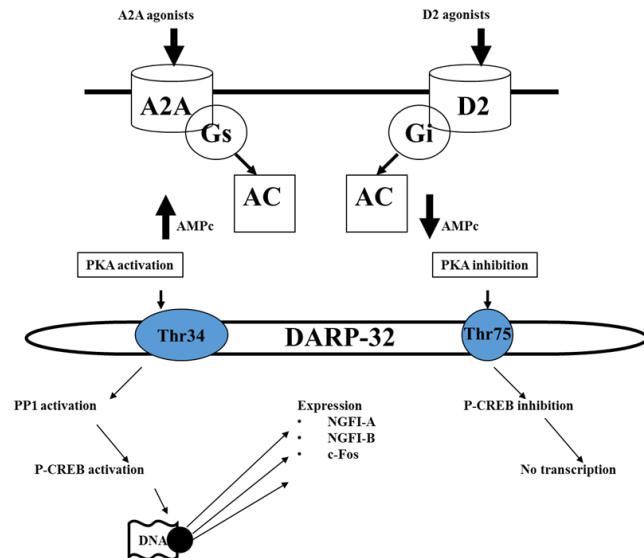 A2A agonists
D2 agonists
A2A
D2
Gs
Gi
AC
AC
AMPc
AMPc
PKA activation
PKA inhibition
Thr34
DARP-32
Thr75
PP1 activation
Expression
• NGFI-A
• NGFI-B
• c-Fos
P-CREB inhibition
P-CREB activation
No transcription
DNA